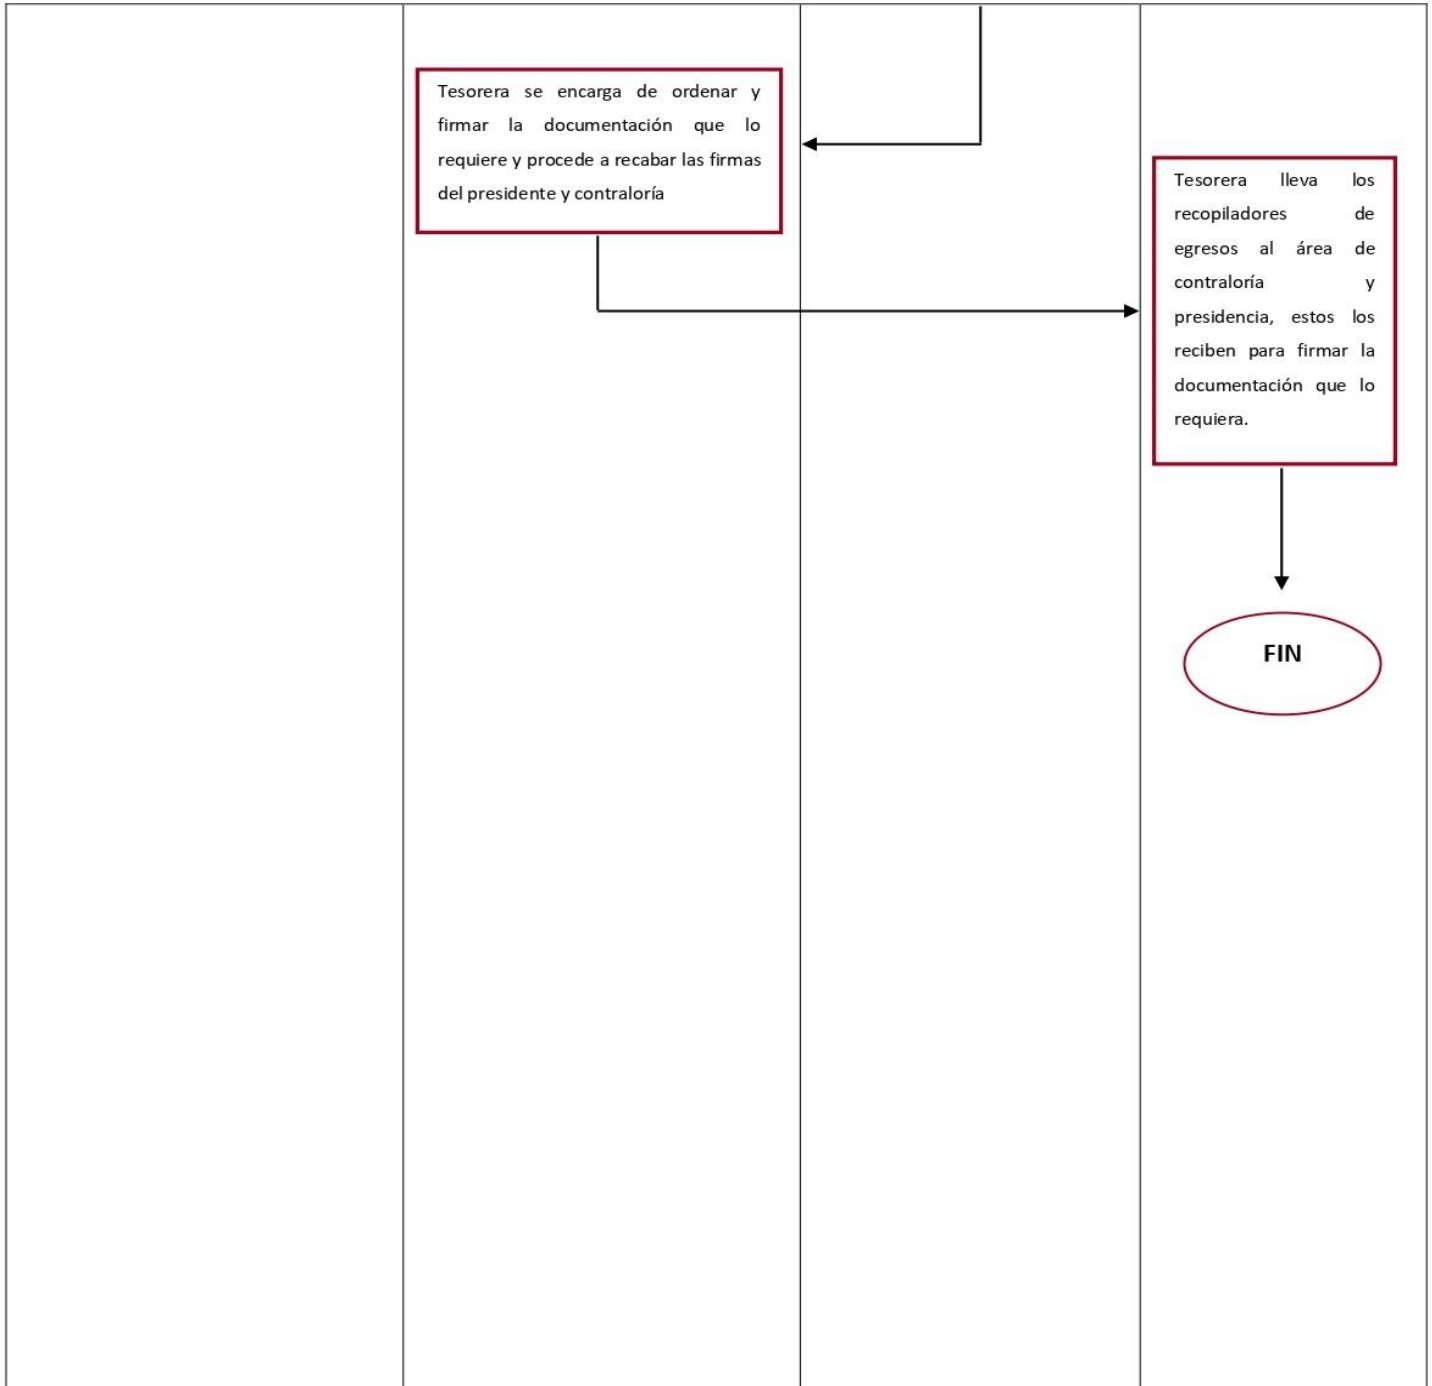 Tesorera se encarga de ordenar y
firmar la documentación que lo
requiere y procede a recabar las firmas
del presidente y contraloría
Tesorera lleva los
recopiladores de
egresos al área de
contraloría y
presidencia, estos los
reciben para firmar la
documentación que lo
requiera.
FIN